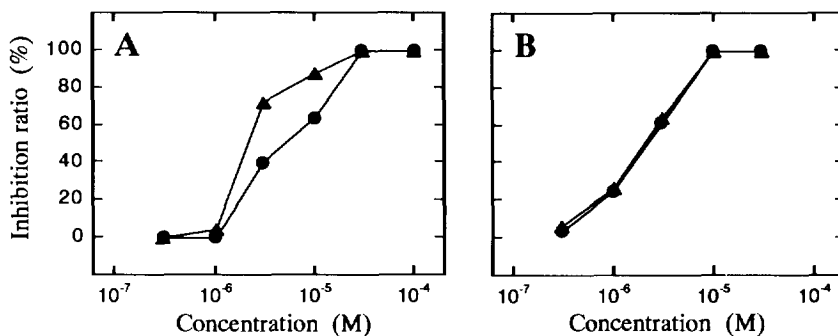 A
B
Inhibition ratio (%)
100
80
60
40
20
0
10⁻⁷ 10⁻⁶ 10⁻⁵ 10⁻⁴
10⁻⁷ 10⁻⁶ 10⁻⁵ 10⁻⁴
Concentration (M)
Concentration (M)